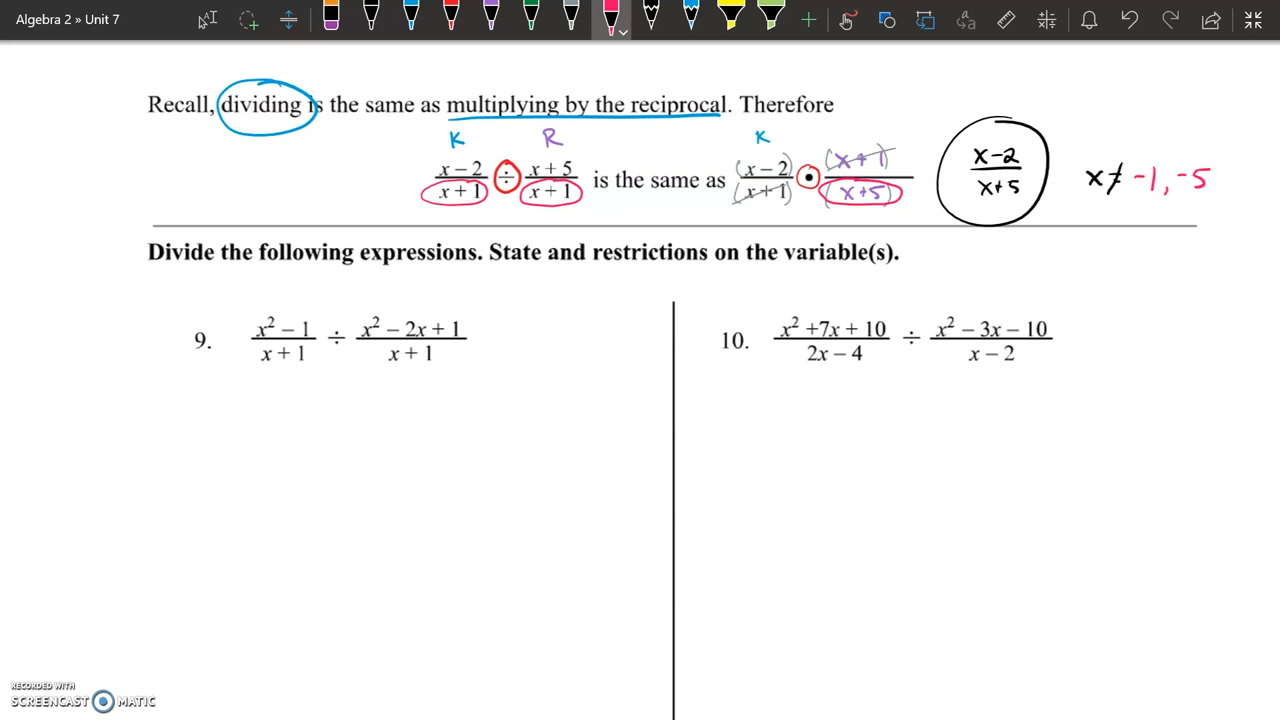 Algebra 2 » Unit 7
Recall, dividing is the same as multiplying by the reciprocal. Therefore
K R K
(x – 2)/(x + 1) ÷ (x + 5)/(x + 1) is the same as (x – 2)/(x + 1) • (x + 1)/(x + 5) x – 2/x + 5 x ≠ -1, -5
Divide the following expressions. State and restrictions on the variable(s).
9. (x² – 1)/(x + 1) ÷ (x² – 2x + 1)/(x + 1) 10. (x² +7x + 10)/(2x – 4) ÷ (x² – 3x – 10)/(x – 2)
RECORDED WITH
SCREENCAST MATIC